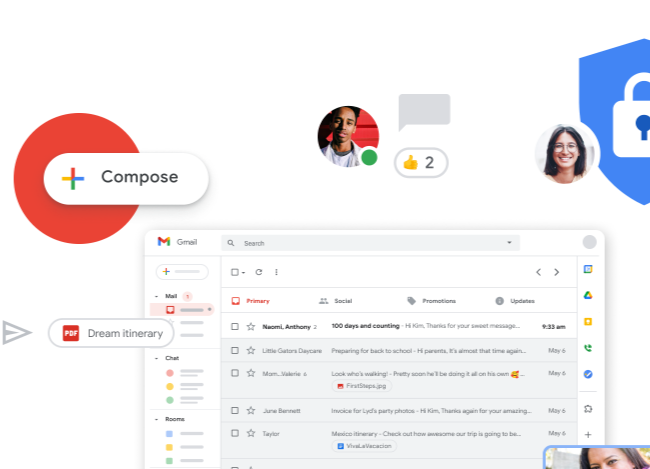 2
Compose
Gmail
Search
Mail
Primary
Social
Promotions
Updates
Naomi, Anthony 2
100 days and counting - Hi Kim. Thanks for your sweet message...
9:33 am
PDF
Dream itinerary
Little Gators Daycare
Preparing for back to school - Hi parents, It's almost that time again...
May 6
Chat
Mom...Valerie 6
Look who's walking! - Pretty soon he'll be doing it all on his own 🥰 ...
May 6
FirstSteps.jpg
June Bennett
Invoice for Lyd's party photos - Hi Kim. Thanks again for your amazing...
May 6
Rooms
Taylor
Mexico itinerary - Check out how awesome our trip is going to be...
May 6
VivaLaVacacion